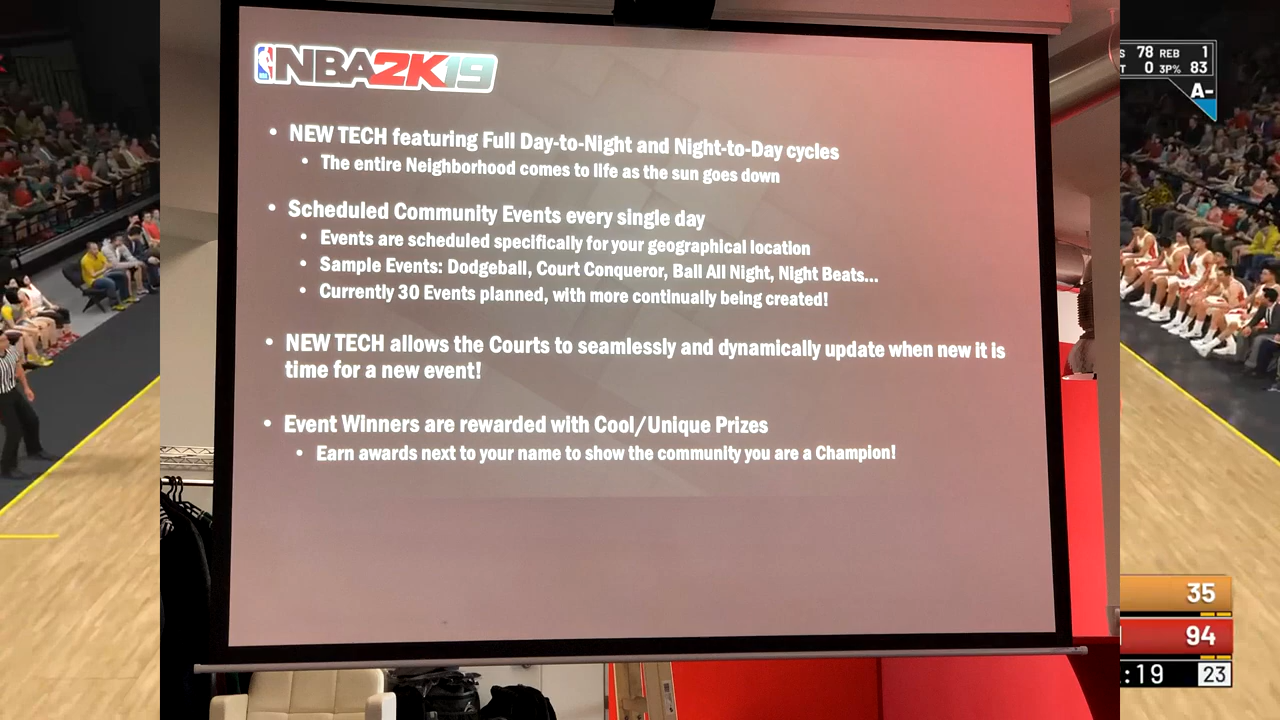 NBA2K19
• NEW TECH featuring Full Day-to-Night and Night-to-Day cycles
• The entire Neighborhood comes to life as the sun goes down
• Scheduled Community Events every single day
• Events are scheduled specifically for your geographical location
• Sample Events: Dodgeball, Court Conqueror, Ball All Night, Night Beats...
• Currently 30 Events planned, with more continually being created!
• NEW TECH allows the Courts to seamlessly and dynamically update when new it is
time for a new event!
• Event Winners are rewarded with Cool/Unique Prizes
• Earn awards next to your name to show the community you are a Champion!
S 78 REB 1
T 0 3P% 83
A-
35
94
:19 23